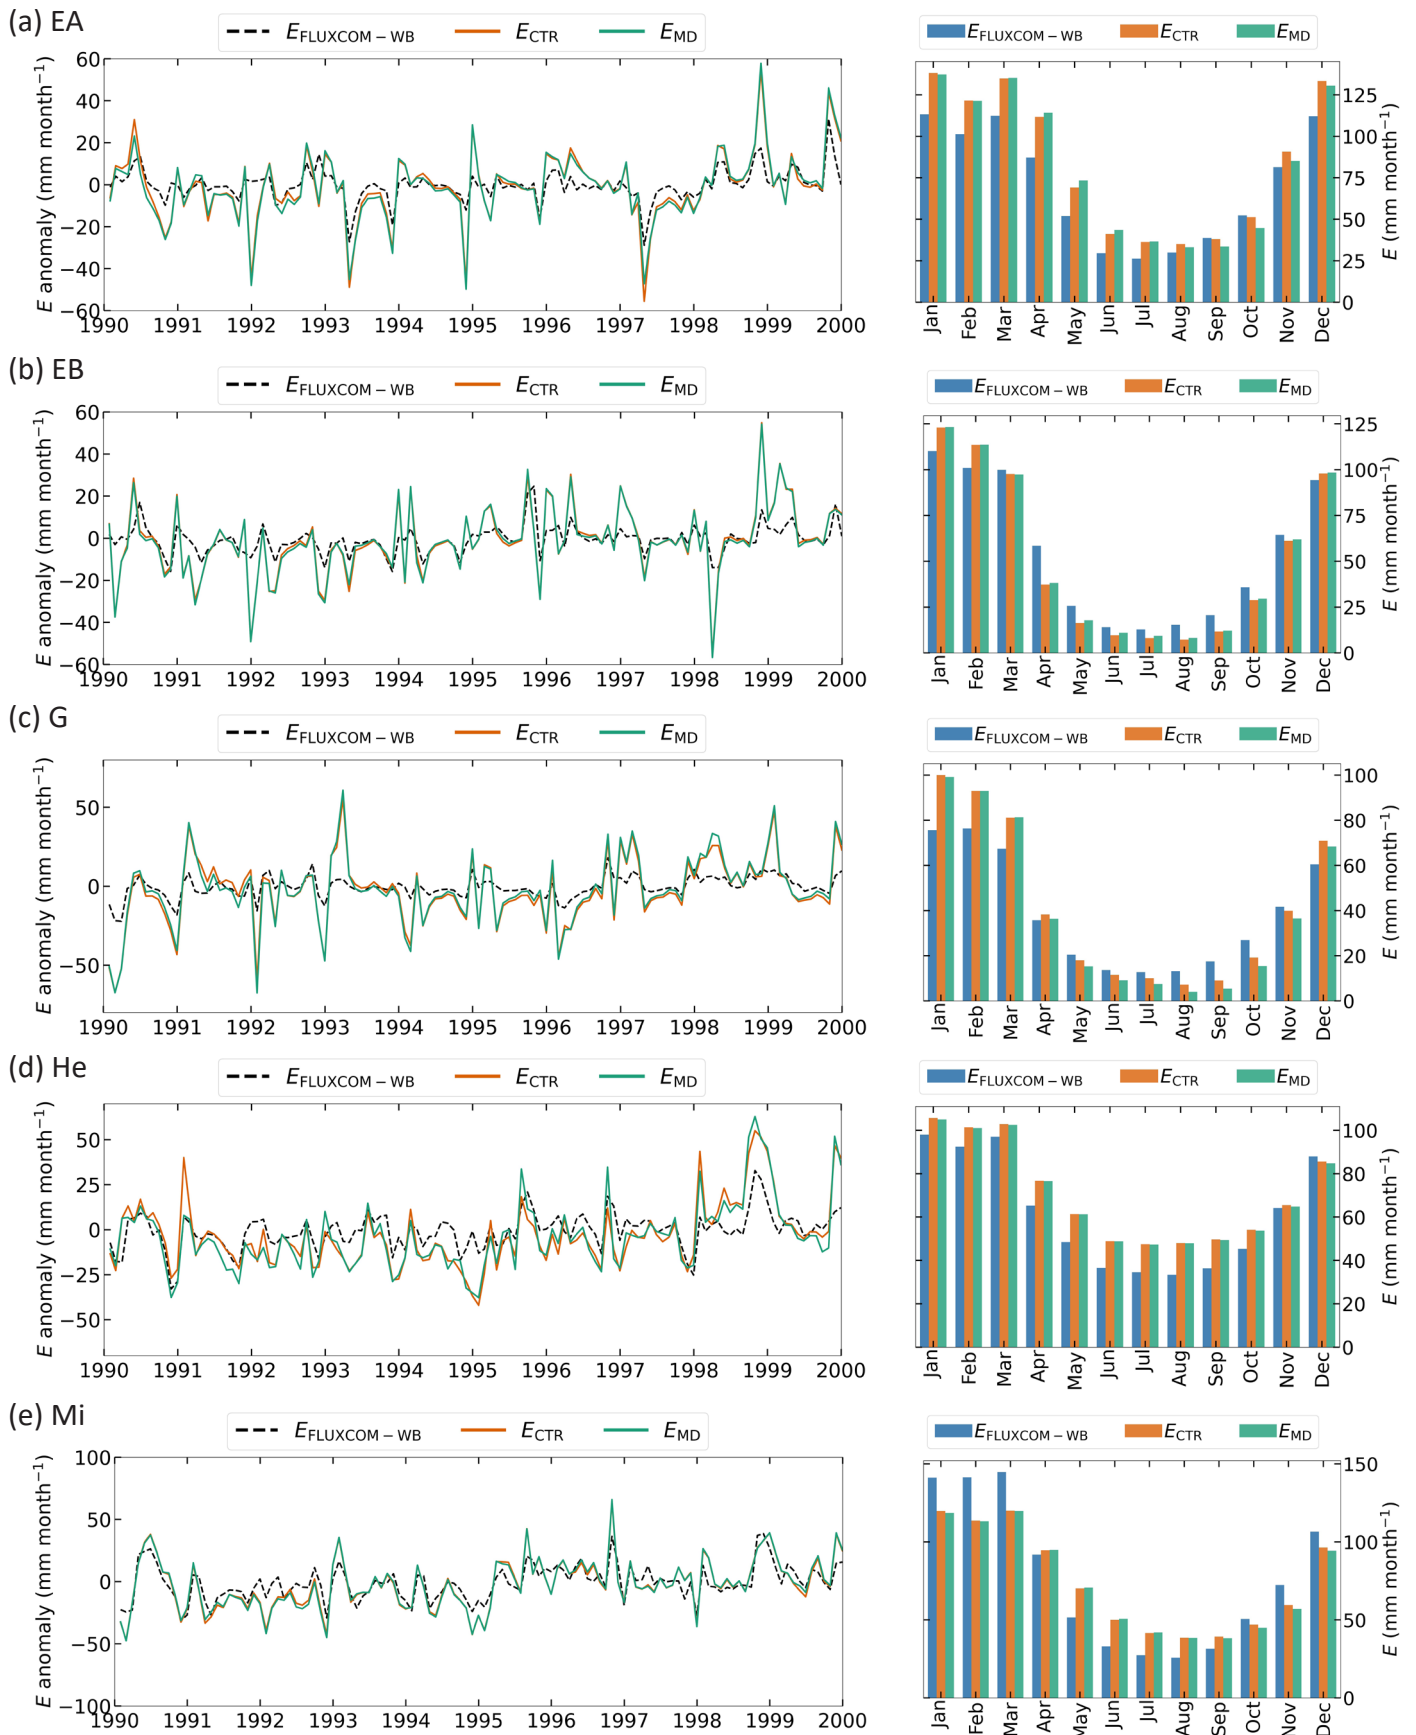 (a) EA
E_FLUXCOM−WB E_CTR E_MD
E anomaly (mm month⁻¹)
60
40
20
0
−20
−40
−60
1990 1991 1992 1993 1994 1995 1996 1997 1998 1999 2000
E_FLUXCOM−WB E_CTR E_MD
125
100
75
50
25
0
E (mm month⁻¹)
Jan Feb Mar Apr May Jun Jul Aug Sep Oct Nov Dec
(b) EB
E_FLUXCOM−WB E_CTR E_MD
E anomaly (mm month⁻¹)
60
40
20
0
−20
−40
−60
1990 1991 1992 1993 1994 1995 1996 1997 1998 1999 2000
E_FLUXCOM−WB E_CTR E_MD
125
100
75
50
25
0
E (mm month⁻¹)
Jan Feb Mar Apr May Jun Jul Aug Sep Oct Nov Dec
(c) G
E_FLUXCOM−WB E_CTR E_MD
E anomaly (mm month⁻¹)
50
0
−50
1990 1991 1992 1993 1994 1995 1996 1997 1998 1999 2000
E_FLUXCOM−WB E_CTR E_MD
100
80
60
40
20
0
E (mm month⁻¹)
Jan Feb Mar Apr May Jun Jul Aug Sep Oct Nov Dec
(d) He
E_FLUXCOM−WB E_CTR E_MD
E anomaly (mm month⁻¹)
50
25
0
−25
−50
1990 1991 1992 1993 1994 1995 1996 1997 1998 1999 2000
E_FLUXCOM−WB E_CTR E_MD
100
80
60
40
20
0
E (mm month⁻¹)
Jan Feb Mar Apr May Jun Jul Aug Sep Oct Nov Dec
(e) Mi
E_FLUXCOM−WB E_CTR E_MD
E anomaly (mm month⁻¹)
100
50
0
−50
−100
1990 1991 1992 1993 1994 1995 1996 1997 1998 1999 2000
E_FLUXCOM−WB E_CTR E_MD
150
100
50
0
E (mm month⁻¹)
Jan Feb Mar Apr May Jun Jul Aug Sep Oct Nov Dec